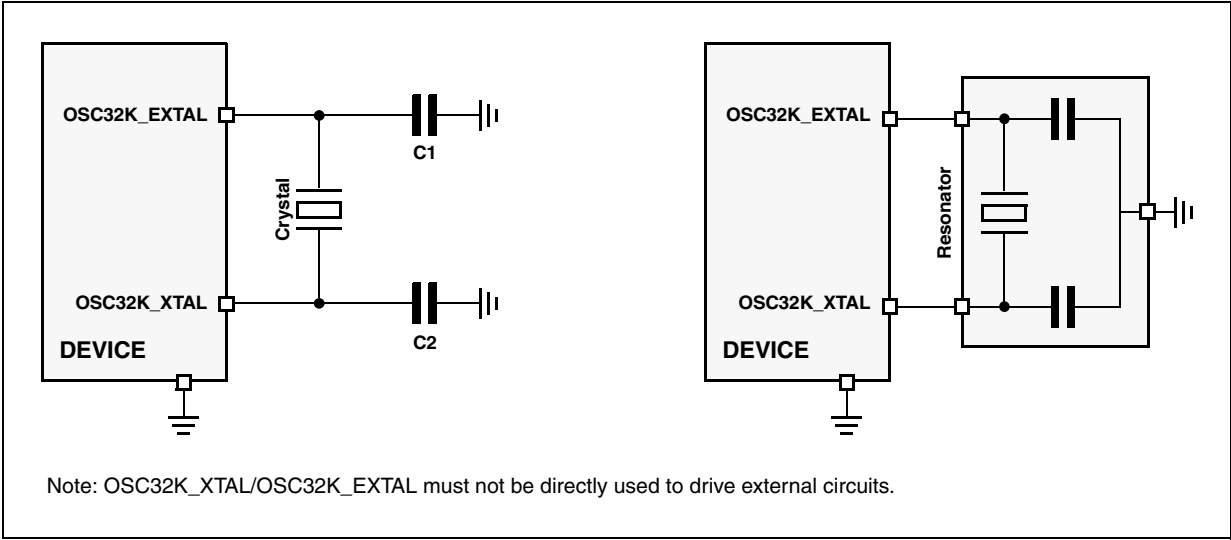 OSC32K_EXTAL
C1
Crystal
OSC32K_XTAL
C2
DEVICE
OSC32K_EXTAL
Resonator
OSC32K_XTAL
DEVICE
Note: OSC32K_XTAL/OSC32K_EXTAL must not be directly used to drive external circuits.